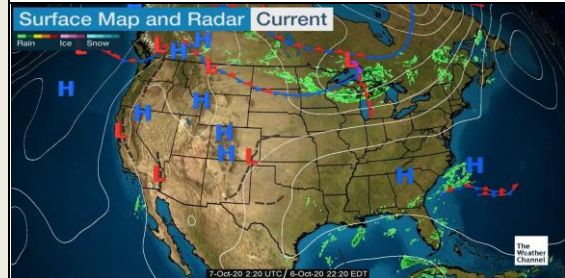 Surface Map and Radar Current
Rain Ice Snow
L
H
H
L
L
H
H
H
L
H
H
L
H
H
L
The
Weather
Channel
7-Oct-20 2:20 UTC / 6-Oct-20 22:20 EDT